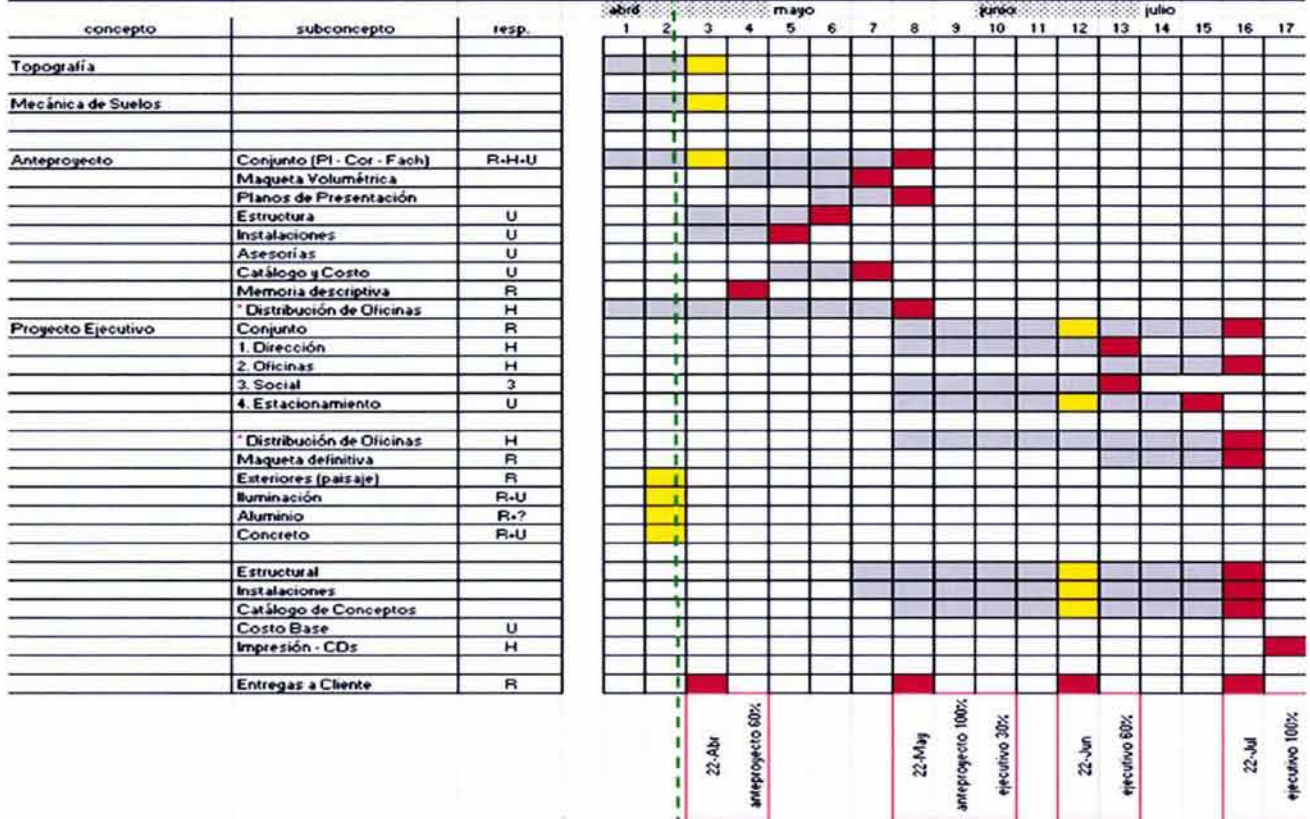 abril mayo junio julio
concepto subconcepto resp. 1 2 3 4 5 6 7 8 9 10 11 12 13 14 15 16 17
Topografía
Mecánica de Suelos
Anteproyecto Conjunto (Pl - Cor - Fach) R+H+U
Maqueta Volumétrica
Planos de Presentación
Estructura U
Instalaciones U
Asesorías U
Catálogo y Costo U
Memoria descriptiva R
* Distribución de Oficinas H
Proyecto Ejecutivo Conjunto R
1. Dirección H
2. Oficinas H
3. Social 3
4. Estacionamiento U
* Distribución de Oficinas H
Maqueta definitiva R
Exteriores (paisaje) R
Iluminación R+U
Aluminio R+?
Concreto R+U
Estructural
Instalaciones
Catálogo de Conceptos
Costo Base U
Impresión - CDs H
Entregas a Cliente R
22-Abr
anteproyecto 60%
22-May
anteproyecto 100%
ejecutivo 30%
22-Jun
ejecutivo 60%
22-Jul
ejecutivo 100%